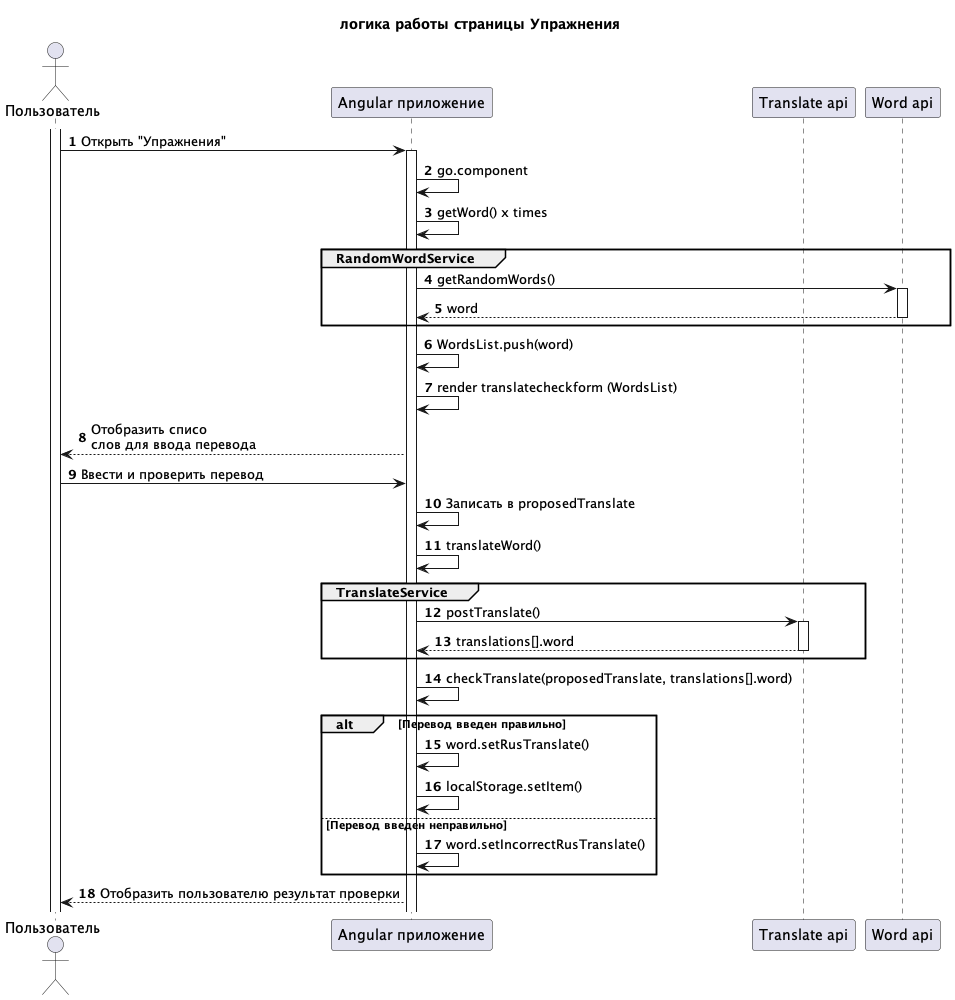 логика работы страницы Упражнения
Пользователь
Angular приложение
Translate api
Word api
1 Открыть "Упражнения"
2 go.component
3 getWord() x times
RandomWordService
4 getRandomWords()
5 word
6 WordsList.push(word)
7 render translatecheckform (WordsList)
8 Отобразить списо
слов для ввода перевода
9 Ввести и проверить перевод
10 Записать в proposedTranslate
11 translateWord()
TranslateService
12 postTranslate()
13 translations[].word
14 checkTranslate(proposedTranslate, translations[].word)
alt [Перевод введен правильно]
15 word.setRusTranslate()
16 localStorage.setItem()
[Перевод введен неправильно]
17 word.setIncorrectRusTranslate()
18 Отобразить пользователю результат проверки
Пользователь
Angular приложение
Translate api
Word api